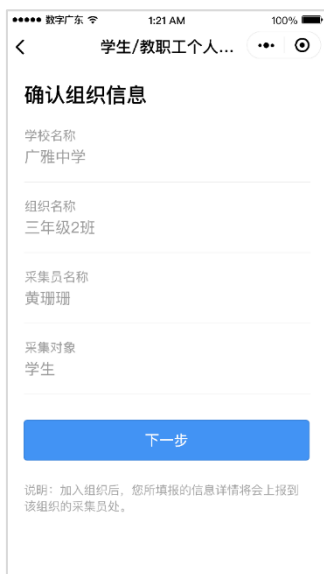 数字广东 1:21 AM 100%
学生/教职工个人...
确认组织信息
学校名称
广雅中学
组织名称
三年级2班
采集员名称
黄珊珊
采集对象
学生
下一步
说明：加入组织后，您所填报的信息详情将会上报到
该组织的采集员处。